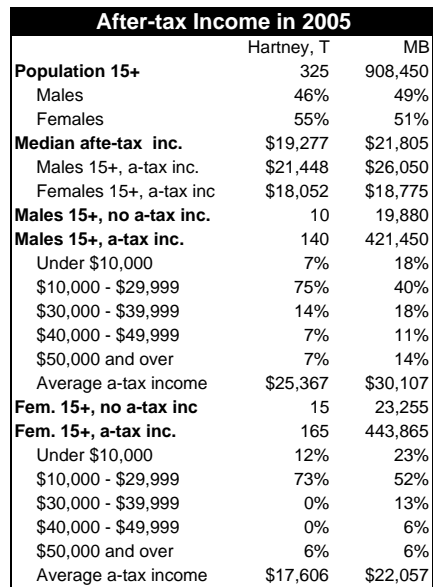 After-tax Income in 2005
Hartney, T MB
Population 15+ 325 908,450
Males 46% 49%
Females 55% 51%
Median afte-tax inc. $19,277 $21,805
Males 15+, a-tax inc. $21,448 $26,050
Females 15+, a-tax inc $18,052 $18,775
Males 15+, no a-tax inc. 10 19,880
Males 15+, a-tax inc. 140 421,450
Under $10,000 7% 18%
$10,000 - $29,999 75% 40%
$30,000 - $39,999 14% 18%
$40,000 - $49,999 7% 11%
$50,000 and over 7% 14%
Average a-tax income $25,367 $30,107
Fem. 15+, no a-tax inc 15 23,255
Fem. 15+, a-tax inc. 165 443,865
Under $10,000 12% 23%
$10,000 - $29,999 73% 52%
$30,000 - $39,999 0% 13%
$40,000 - $49,999 0% 6%
$50,000 and over 6% 6%
Average a-tax income $17,606 $22,057